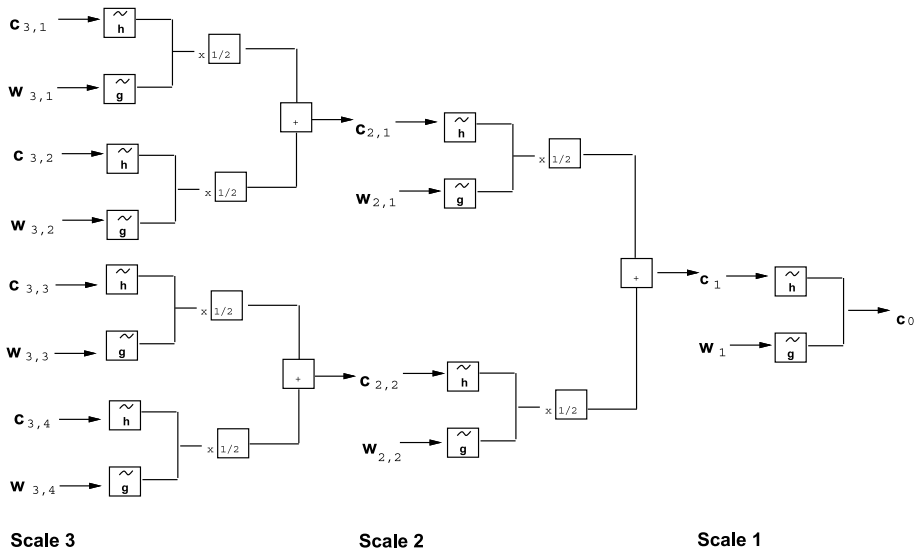 c 3,1
~ h
x 1/2
w 3,1
~ g
+
c 2,1
~ h
x 1/2
c 3,2
~ h
x 1/2
w 2,1
~ g
w 3,2
~ g
+
c 1
~ h
c 3,3
~ h
x 1/2
c 0
w 3,3
~ g
w 1
~ g
+
c 2,2
~ h
x 1/2
c 3,4
~ h
x 1/2
w 2,2
~ g
w 3,4
~ g
Scale 3
Scale 2
Scale 1